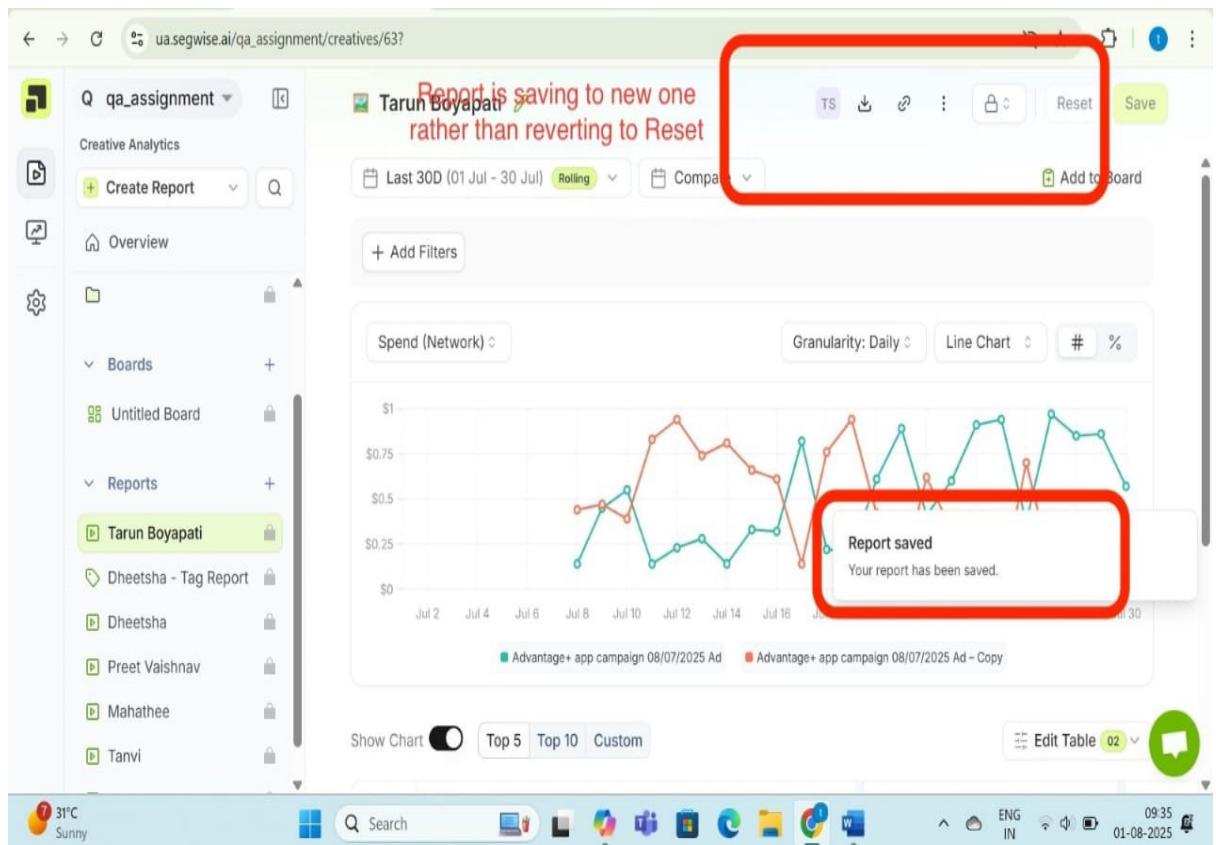 ua.segwise.ai/qa_assignment/creatives/63?
t
Q qa_assignment
Creative Analytics
Create Report
Overview
Boards
Untitled Board
Reports
Tarun Boyapati
Dheetsha - Tag Report
Dheetsha
Preet Vaishnav
Mahathee
Tanvi
Tarun Boyapati
Report is saving to new one
rather than reverting to Reset
TS
Reset
Save
Last 30D (01 Jul - 30 Jul) Rolling
Compare
Add to Board
+ Add Filters
Spend (Network)
Granularity: Daily
Line Chart
#
%
$1
$0.75
$0.5
$0.25
$0
Jul 2 Jul 4 Jul 6 Jul 8 Jul 10 Jul 12 Jul 14 Jul 16
Report saved
Your report has been saved.
Advantage+ app campaign 08/07/2025 Ad
Advantage+ app campaign 08/07/2025 Ad – Copy
Show Chart
Top 5 Top 10 Custom
Edit Table 02
7
31°C
Sunny
Search
ENG
IN
09:35
01-08-2025